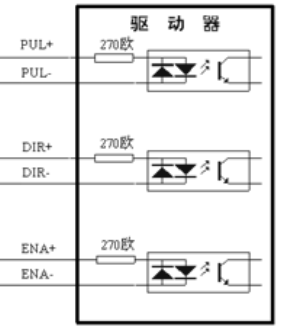 驱动器
270欧
PUL+
PUL-
270欧
DIR+
DIR-
270欧
ENA+
ENA-